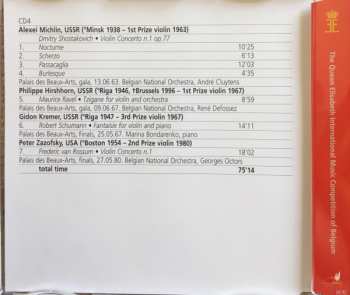 CD4
Alexei Michlin, USSR (°Minsk 1938 - 1st Prize violin 1963)
Dmitry Shostakovich • Violin Concerto n.1 op.77
1. Nocturne 10'25
2. Scherzo 6'13
3. Passacaglia 12'03
4. Burlesque 4'35
Palais des Beaux-Arts, gala, 13.06.63. Belgian National Orchestra, André Cluytens
Philippe Hirshhorn, USSR (°Riga 1946, †Brussels 1996 - 1st Prize violin 1967)
5. Maurice Ravel • Tzigane for violin and orchestra 8'59
Palais des Beaux-Arts, gala, 09.06.67. Belgian National Orchestra, René Defossez
Gidon Kremer, USSR (°Riga 1947 - 3rd Prize violin 1967)
6. Robert Schumann • Fantaisie for violin and piano 14'11
Palais des Beaux-Arts, finals, 25.05.67. Marina Bondarenko, piano
Peter Zazofsky, USA (°Boston 1954 - 2nd Prize violin 1980)
7. Frederic van Rossum • Violin Concerto n.1 18'02
Palais des Beaux-Arts, finals, 27.05.80. Belgian National Orchestra, Georges Octors
total time 75'14
The Queen Elisabeth International Music Competition of Belgium